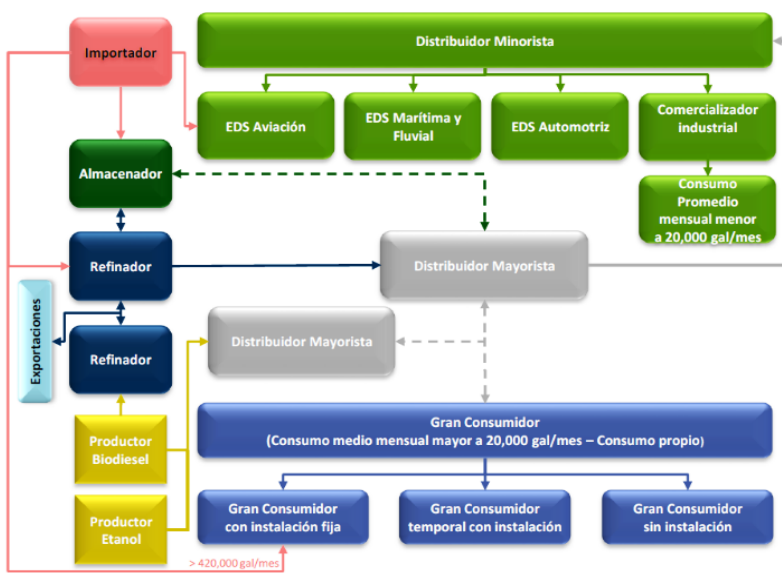 Importador
Distribuidor Minorista
EDS Aviación
EDS Marítima y
Fluvial
EDS Automotriz
Comercializador
industrial
Almacenador
Consumo
Promedio
mensual menor
a 20,000 gal/mes
Refinador
Distribuidor Mayorista
Exportaciones
Refinador
Distribuidor Mayorista
Gran Consumidor
(Consumo medio mensual mayor a 20,000 gal/mes – Consumo propio)
Productor
Biodiesel
Productor
Etanol
Gran Consumidor
con instalación fija
Gran Consumidor
temporal con instalación
Gran Consumidor
sin instalación
> 420,000 gal/mes